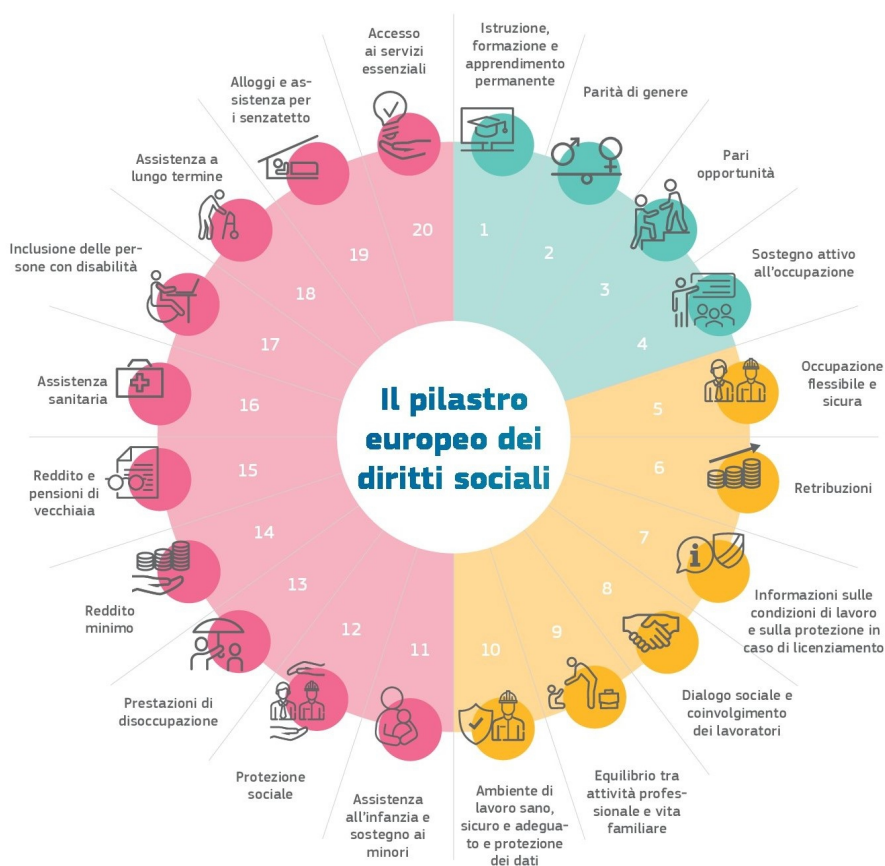 Il pilastro
europeo dei
diritti sociali
1
Istruzione,
formazione e
apprendimento
permanente
2
Parità di genere
3
Pari
opportunità
4
Sostegno attivo
all'occupazione
5
Occupazione
flessibile e
sicura
6
Retribuzioni
7
Informazioni sulle
condizioni di lavoro
e sulla protezione in
caso di licenziamento
8
Dialogo sociale e
coinvolgimento
dei lavoratori
9
Equilibrio tra
attività profes-
sionale e vita
familiare
10
Ambiente di
lavoro sano,
sicuro e adegua-
to e protezione
dei dati
11
Assistenza
all'infanzia e
sostegno ai
minori
12
Protezione
sociale
13
Prestazioni di
disoccupazione
14
Reddito
minimo
15
Reddito e
pensioni di
vecchiaia
16
Assistenza
sanitaria
17
Inclusione delle per-
sone con disabilità
18
Assistenza a
lungo termine
19
Alloggi e as-
sistenza per
i senzatetto
20
Accesso
ai servizi
essenziali